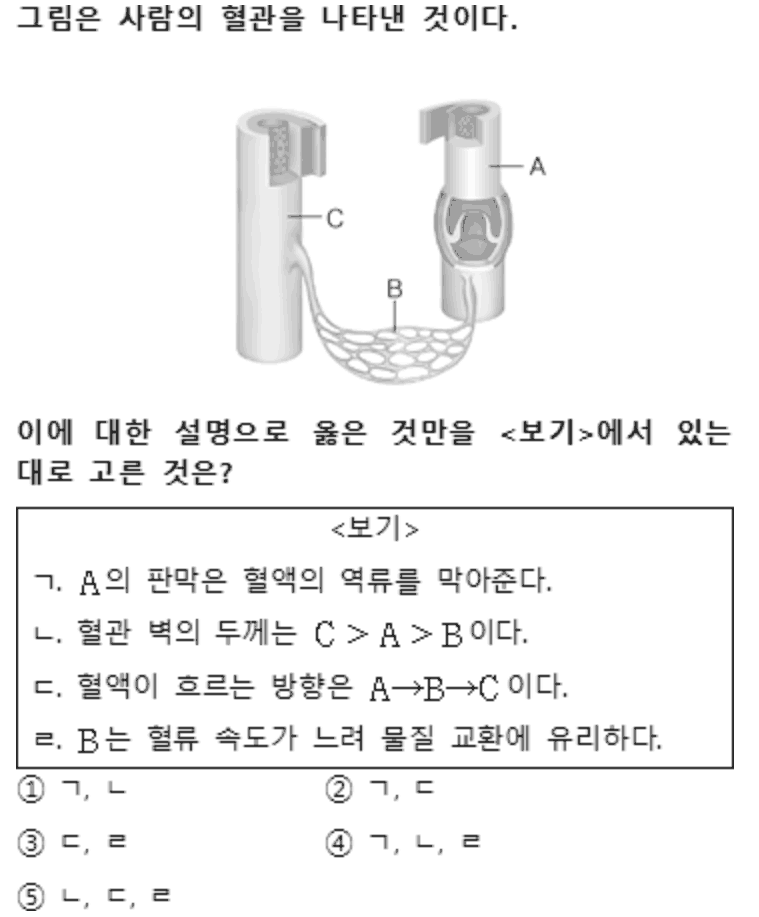 그림은 사람의 혈관을 나타낸 것이다.
A
C
B
이에 대한 설명으로 옳은 것만을 <보기>에서 있는
대로 고른 것은?
<보기>
ㄱ. A의 판막은 혈액의 역류를 막아준다.
ㄴ. 혈관 벽의 두께는 C > A > B이다.
ㄷ. 혈액이 흐르는 방향은 A→B→C이다.
ㄹ. B는 혈류 속도가 느려 물질 교환에 유리하다.
① ㄱ, ㄴ ② ㄱ, ㄷ
③ ㄷ, ㄹ ④ ㄱ, ㄴ, ㄹ
⑤ ㄴ, ㄷ, ㄹ